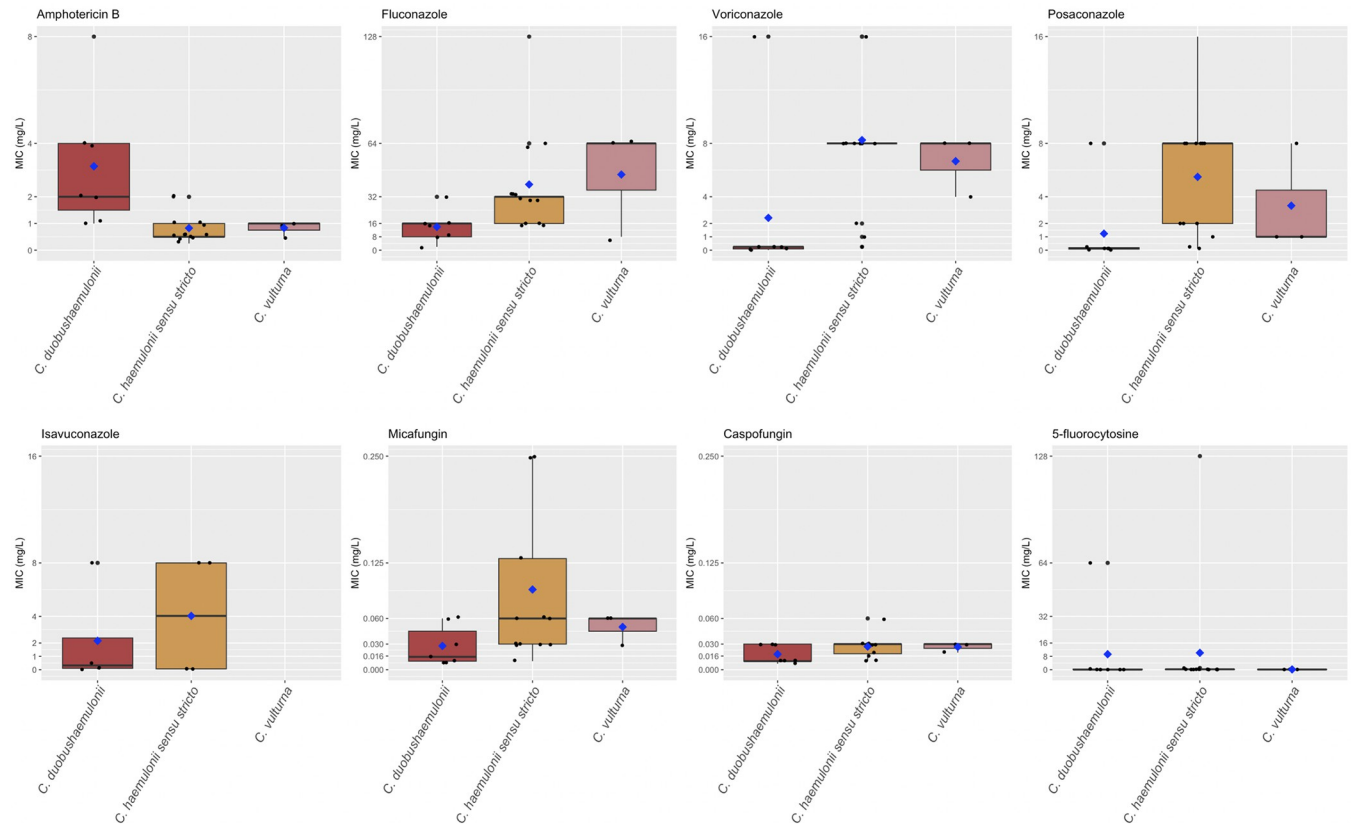 Amphotericin B
MIC (mg/L)
8
4
2
1
0
C. duobushaemulonii
C. haemulonii sensu stricto
C. vulturna
Fluconazole
MIC (mg/L)
128
64
32
16
8
0
C. duobushaemulonii
C. haemulonii sensu stricto
C. vulturna
Voriconazole
MIC (mg/L)
16
8
4
2
1
0
C. duobushaemulonii
C. haemulonii sensu stricto
C. vulturna
Posaconazole
MIC (mg/L)
16
8
4
2
1
0
C. duobushaemulonii
C. haemulonii sensu stricto
C. vulturna
Isavuconazole
MIC (mg/L)
16
8
4
2
1
0
C. duobushaemulonii
C. haemulonii sensu stricto
C. vulturna
Micafungin
MIC (mg/L)
0.250
0.125
0.060
0.030
0.016
0.000
C. duobushaemulonii
C. haemulonii sensu stricto
C. vulturna
Caspofungin
MIC (mg/L)
0.250
0.125
0.060
0.030
0.016
0.000
C. duobushaemulonii
C. haemulonii sensu stricto
C. vulturna
5-fluorocytosine
MIC (mg/L)
128
64
32
16
8
0
C. duobushaemulonii
C. haemulonii sensu stricto
C. vulturna